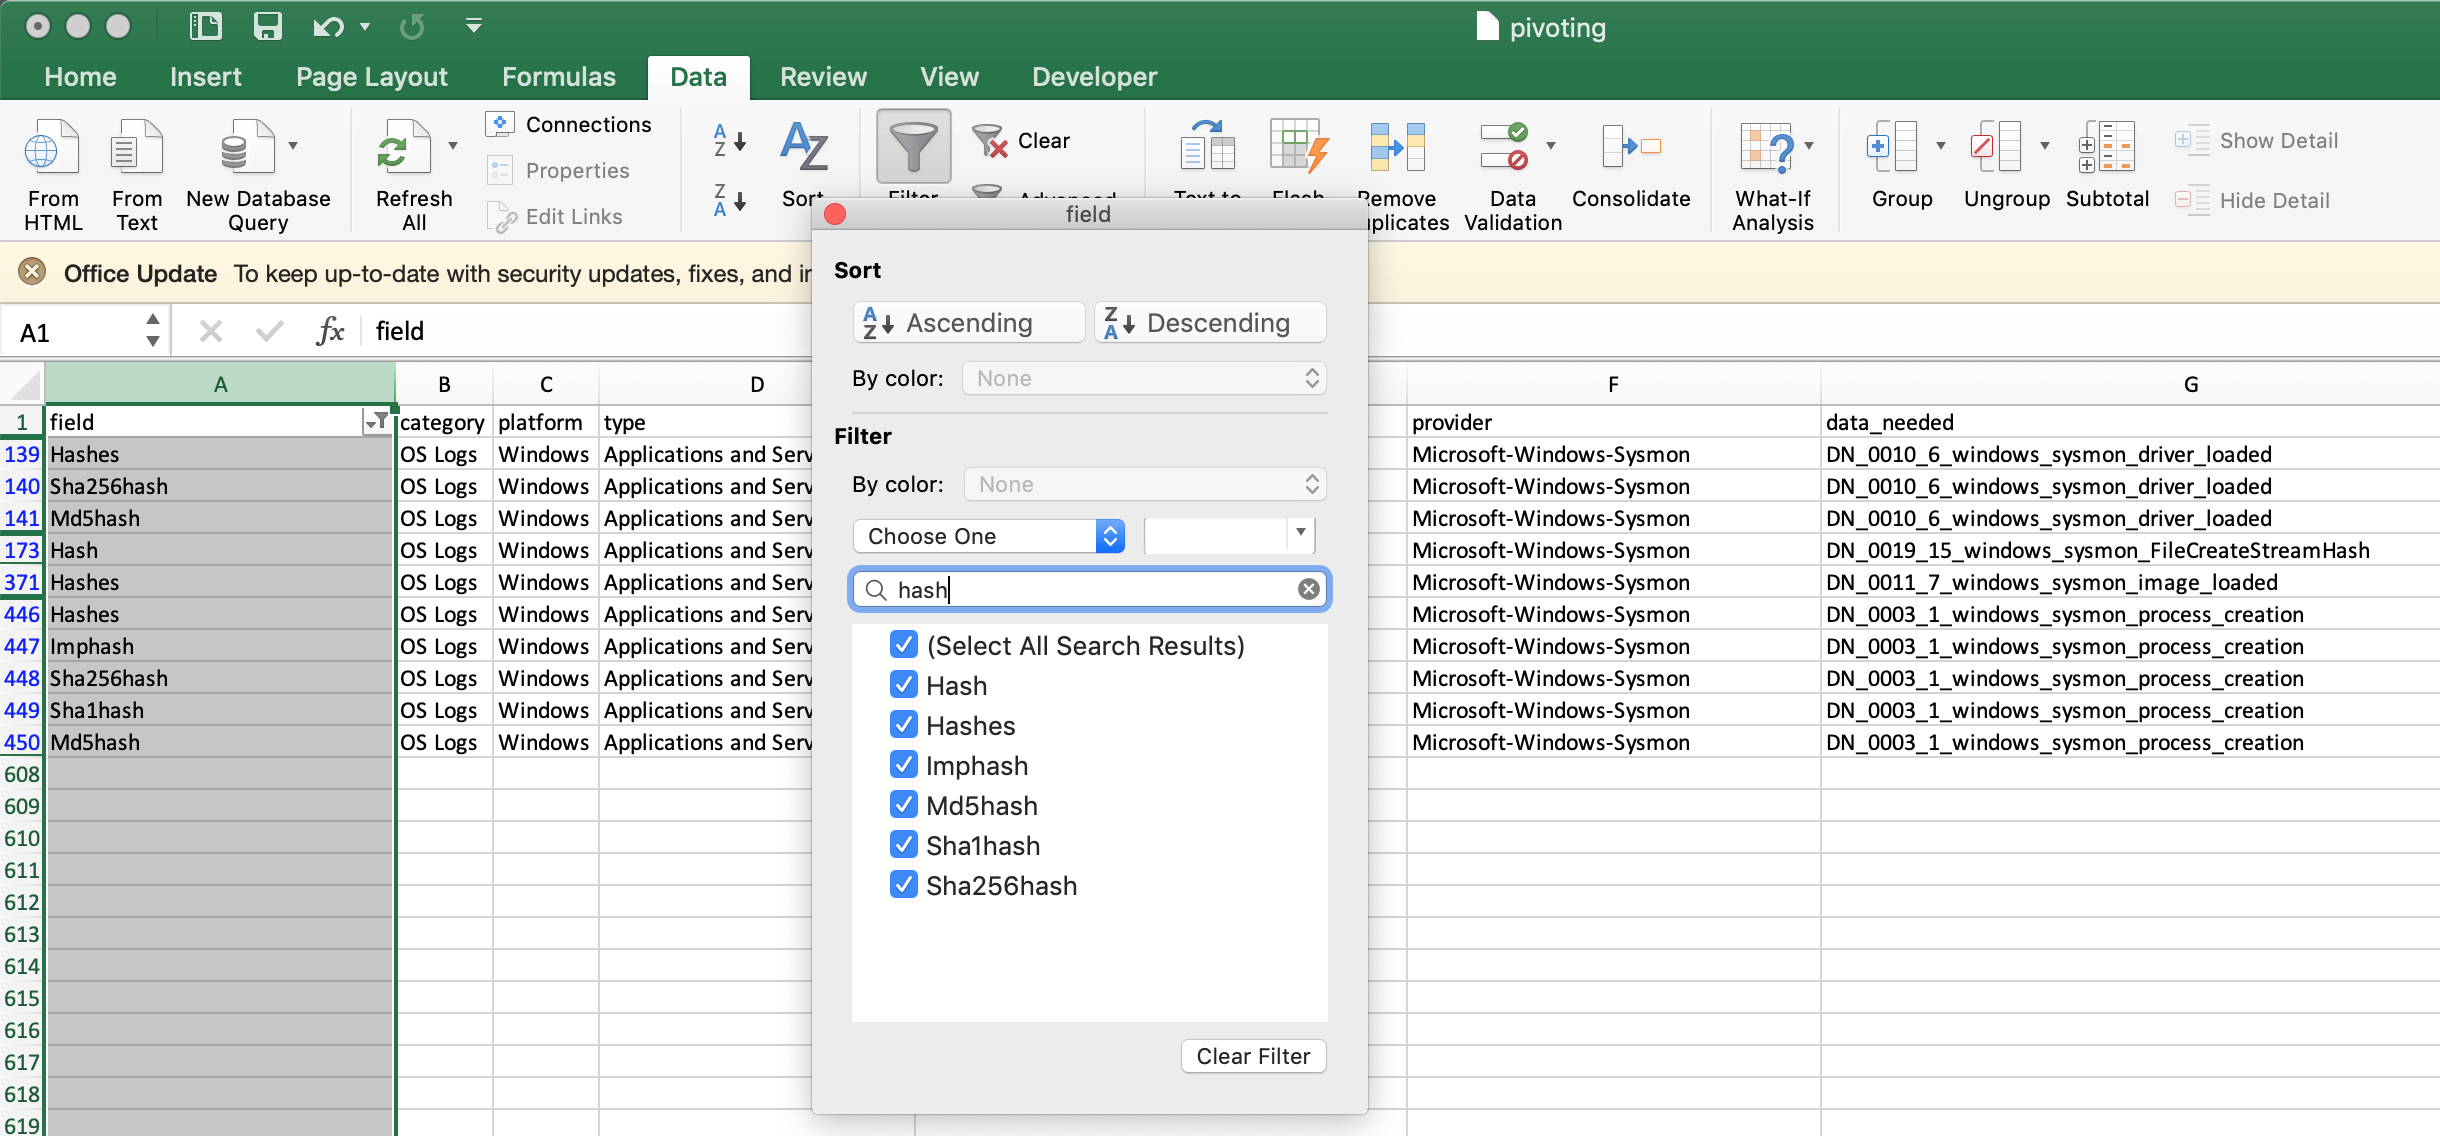 pivoting
Home Insert Page Layout Formulas Data Review View Developer
From HTML
From Text
New Database Query
Refresh All
Connections
Properties
Edit Links
A Z
Z A
AZ
Sort
Filter
Clear
Advanced
Text to
Flash
Remove
uplicates
Data Validation
Consolidate
What-If Analysis
Group
Ungroup
Subtotal
Show Detail
Hide Detail
Office Update To keep up-to-date with security updates, fixes, and
A1 fx field
A B C D F G
1 field category platform type provider data_needed
139 Hashes OS Logs Windows Applications and Serv Microsoft-Windows-Sysmon DN_0010_6_windows_sysmon_driver_loaded
140 Sha256hash OS Logs Windows Applications and Serv Microsoft-Windows-Sysmon DN_0010_6_windows_sysmon_driver_loaded
141 Md5hash OS Logs Windows Applications and Serv Microsoft-Windows-Sysmon DN_0010_6_windows_sysmon_driver_loaded
173 Hash OS Logs Windows Applications and Serv Microsoft-Windows-Sysmon DN_0019_15_windows_sysmon_FileCreateStreamHash
371 Hashes OS Logs Windows Applications and Serv Microsoft-Windows-Sysmon DN_0011_7_windows_sysmon_image_loaded
446 Hashes OS Logs Windows Applications and Serv Microsoft-Windows-Sysmon DN_0003_1_windows_sysmon_process_creation
447 Imphash OS Logs Windows Applications and Serv Microsoft-Windows-Sysmon DN_0003_1_windows_sysmon_process_creation
448 Sha256hash OS Logs Windows Applications and Serv Microsoft-Windows-Sysmon DN_0003_1_windows_sysmon_process_creation
449 Sha1hash OS Logs Windows Applications and Serv Microsoft-Windows-Sysmon DN_0003_1_windows_sysmon_process_creation
450 Md5hash OS Logs Windows Applications and Serv Microsoft-Windows-Sysmon DN_0003_1_windows_sysmon_process_creation
608
609
610
611
612
613
614
615
616
617
618
619
field
Sort
A Z Ascending Z A Descending
By color: None
Filter
By color: None
Choose One
hash
(Select All Search Results)
Hash
Hashes
Imphash
Md5hash
Sha1hash
Sha256hash
Clear Filter